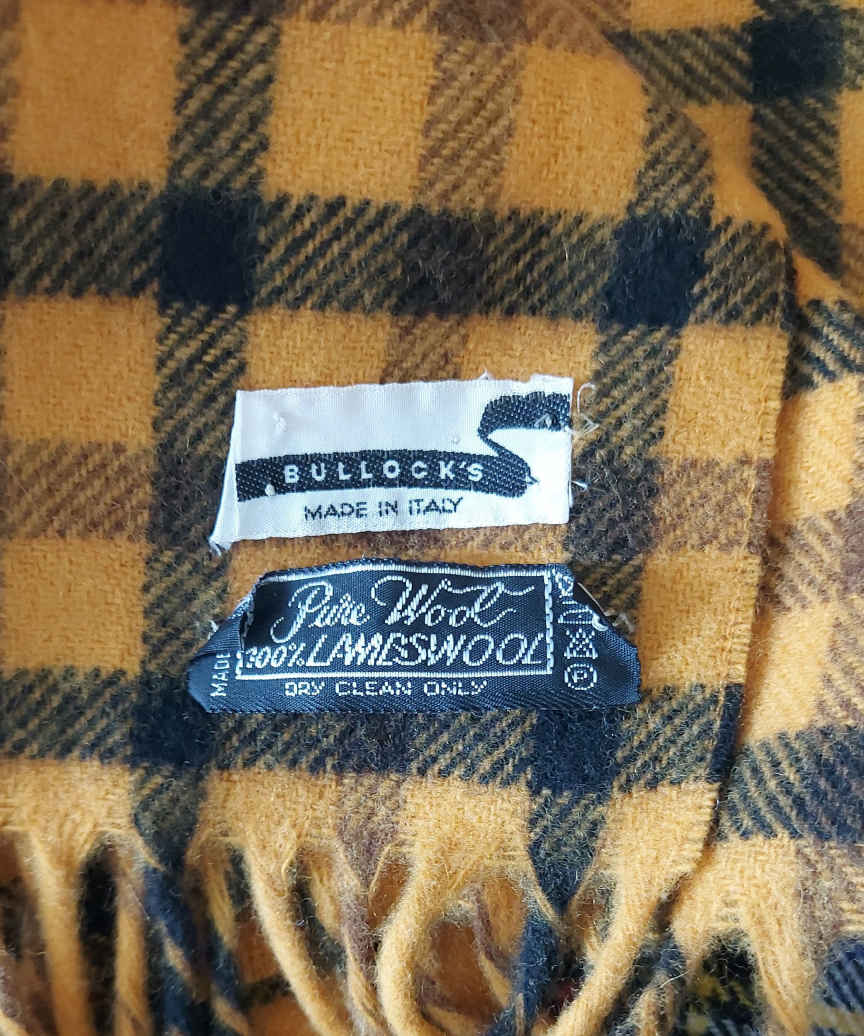 BULLOCK'S
MADE IN ITALY
Pure Wool
100% LAMBSWOOL
MADE
DRY CLEAN ONLY
P